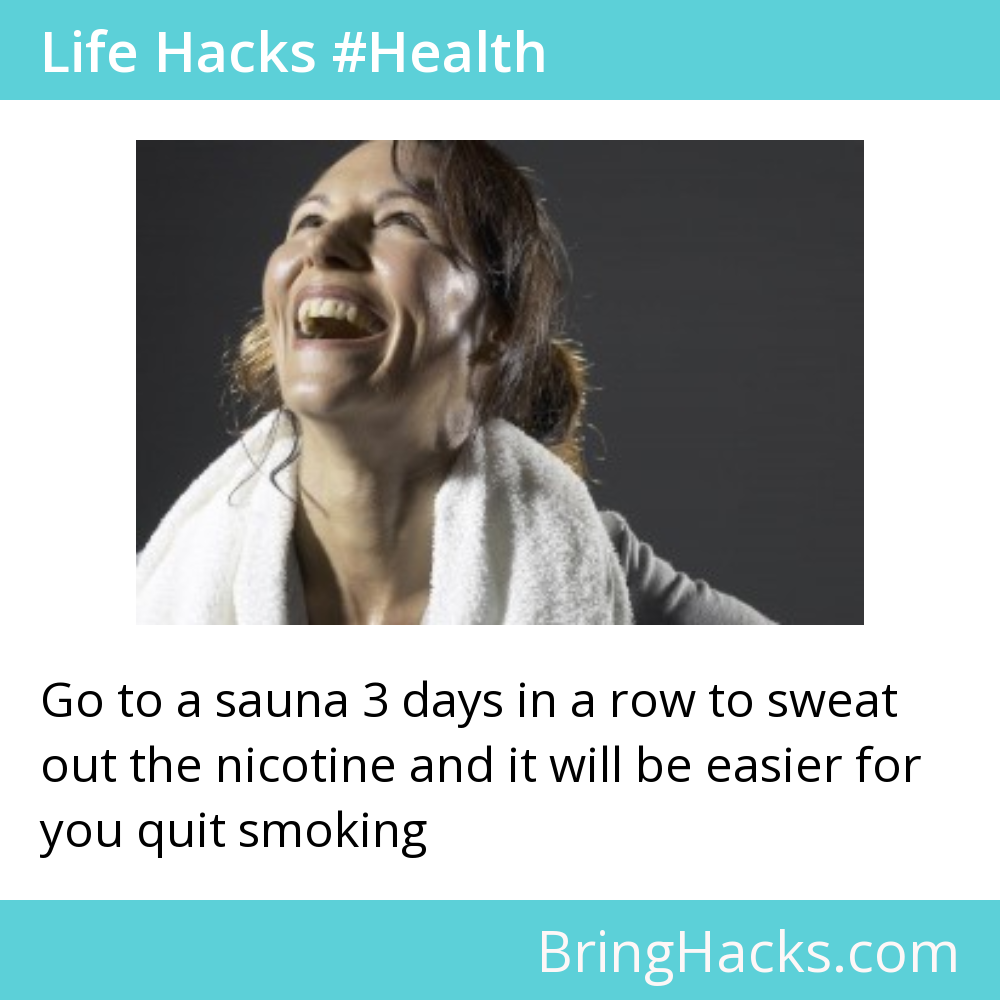 Life Hacks #Health
Go to a sauna 3 days in a row to sweat
out the nicotine and it will be easier for
you quit smoking
BringHacks.com